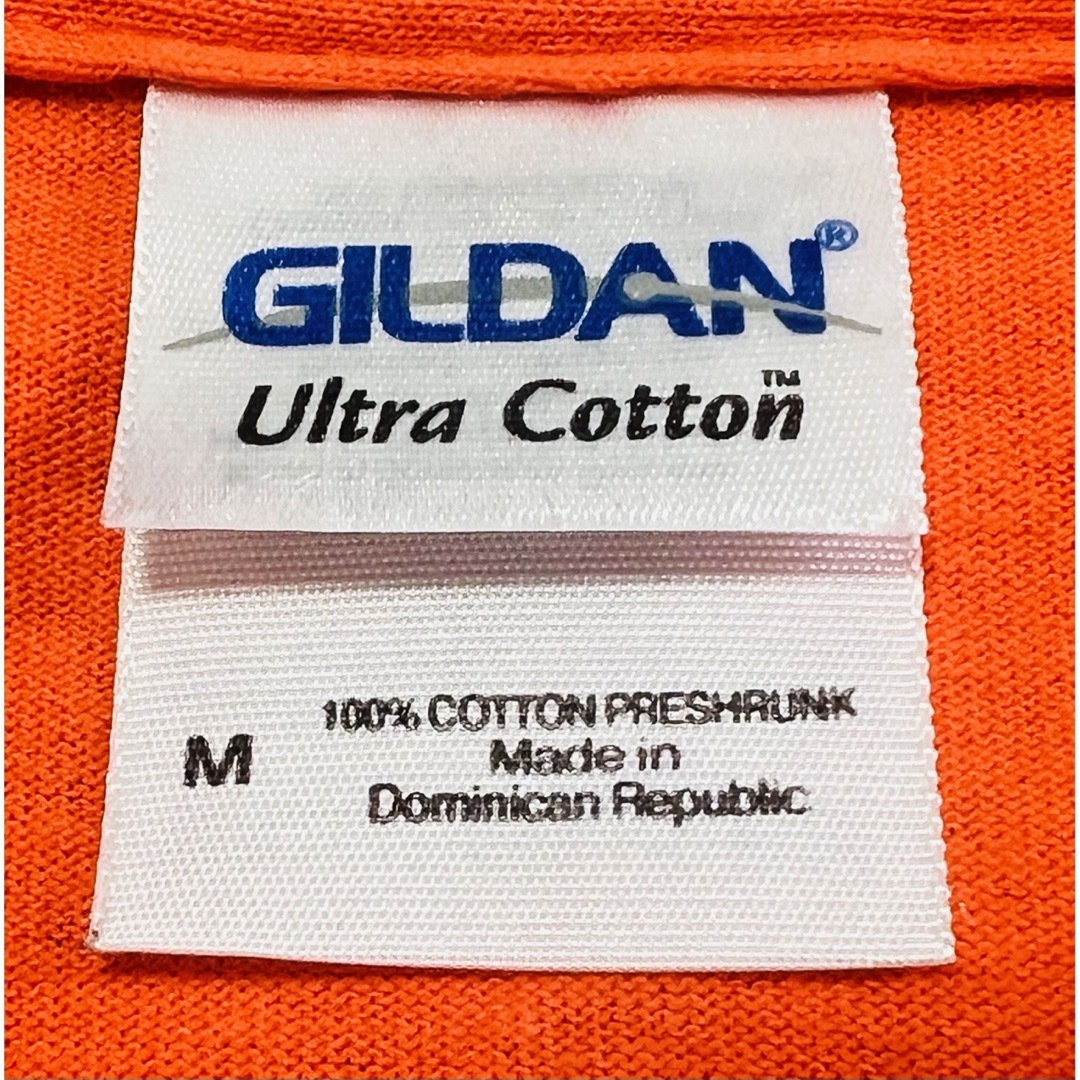 GILDAN®
Ultra Cotton™
100% COTTON PRESHRUNK
M
Made in
Dominican Republic